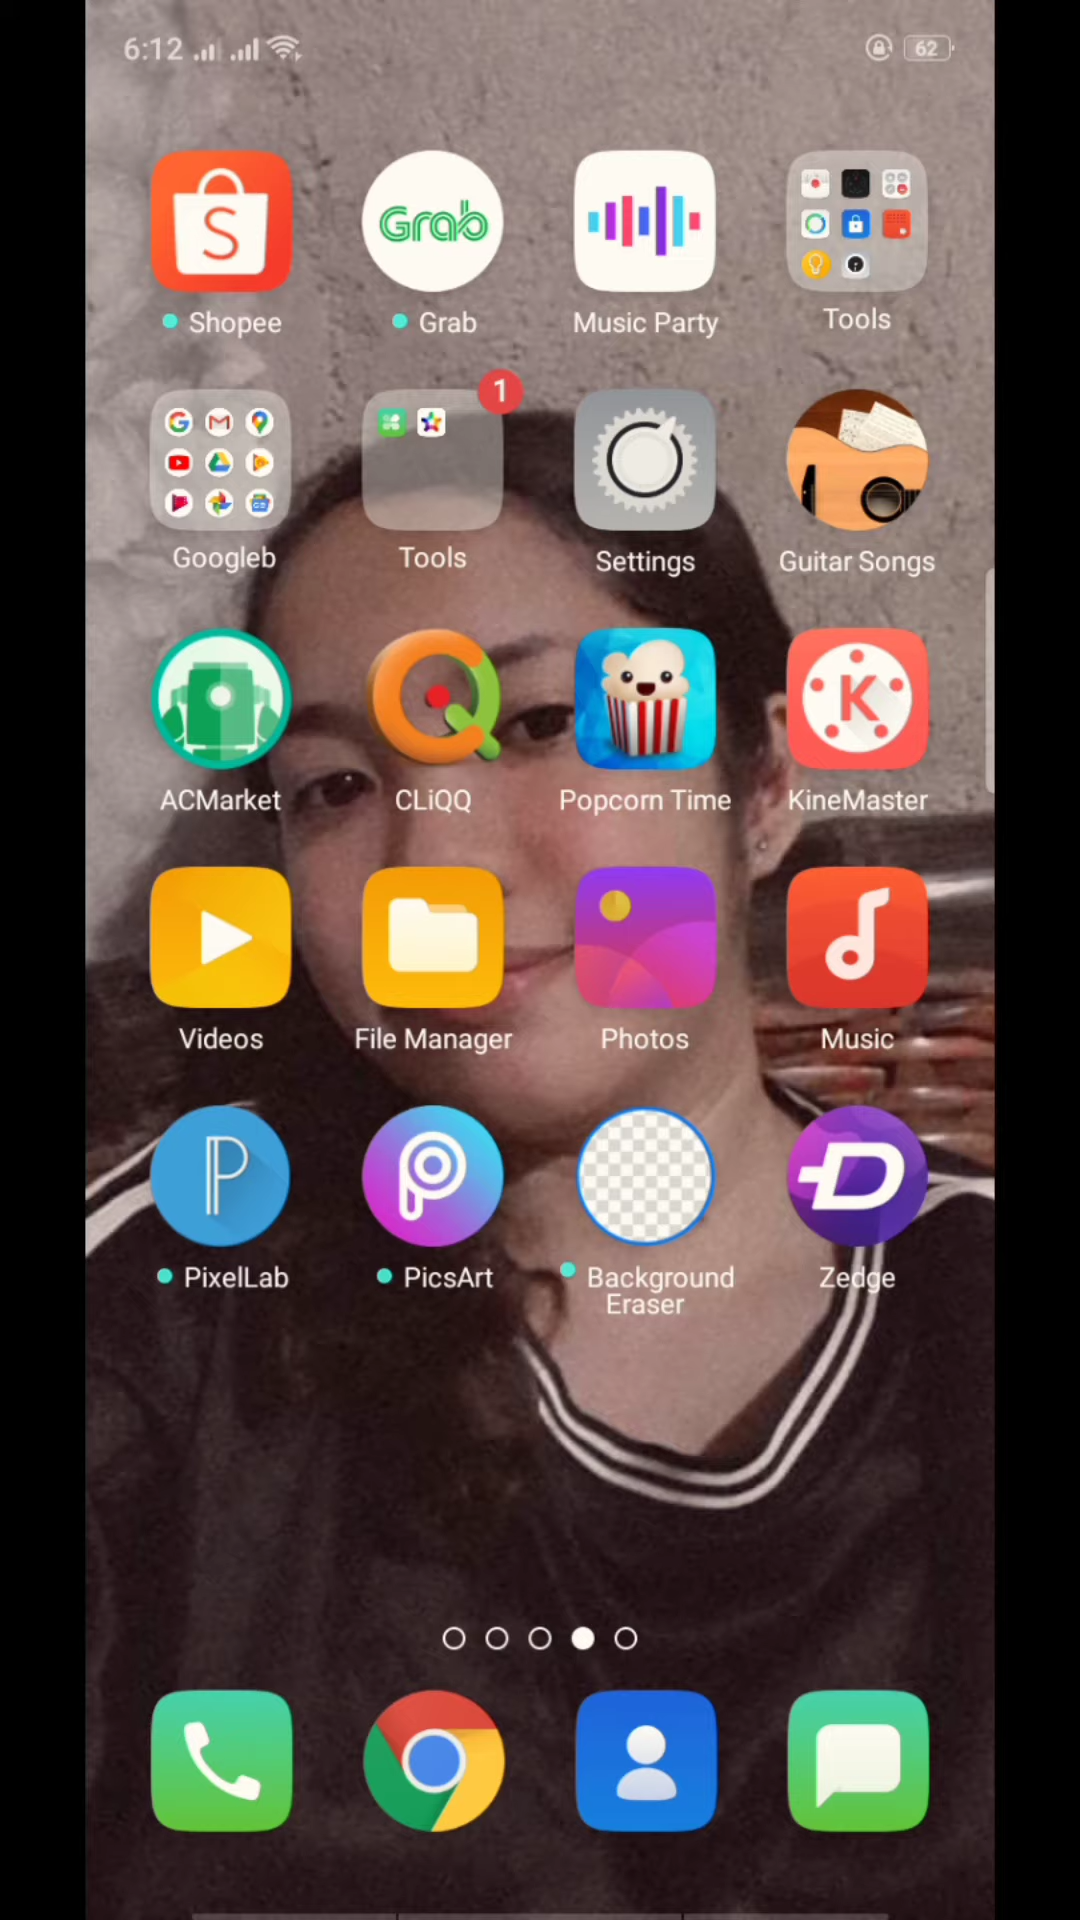 6:12 62
S Grab
Shopee Grab Music Party Tools
1
Googleb Tools Settings Guitar Songs
K
ACMarket CLiQQ Popcorn Time KineMaster
Videos File Manager Photos Music
PixelLab PicsArt Background
Eraser Zedge